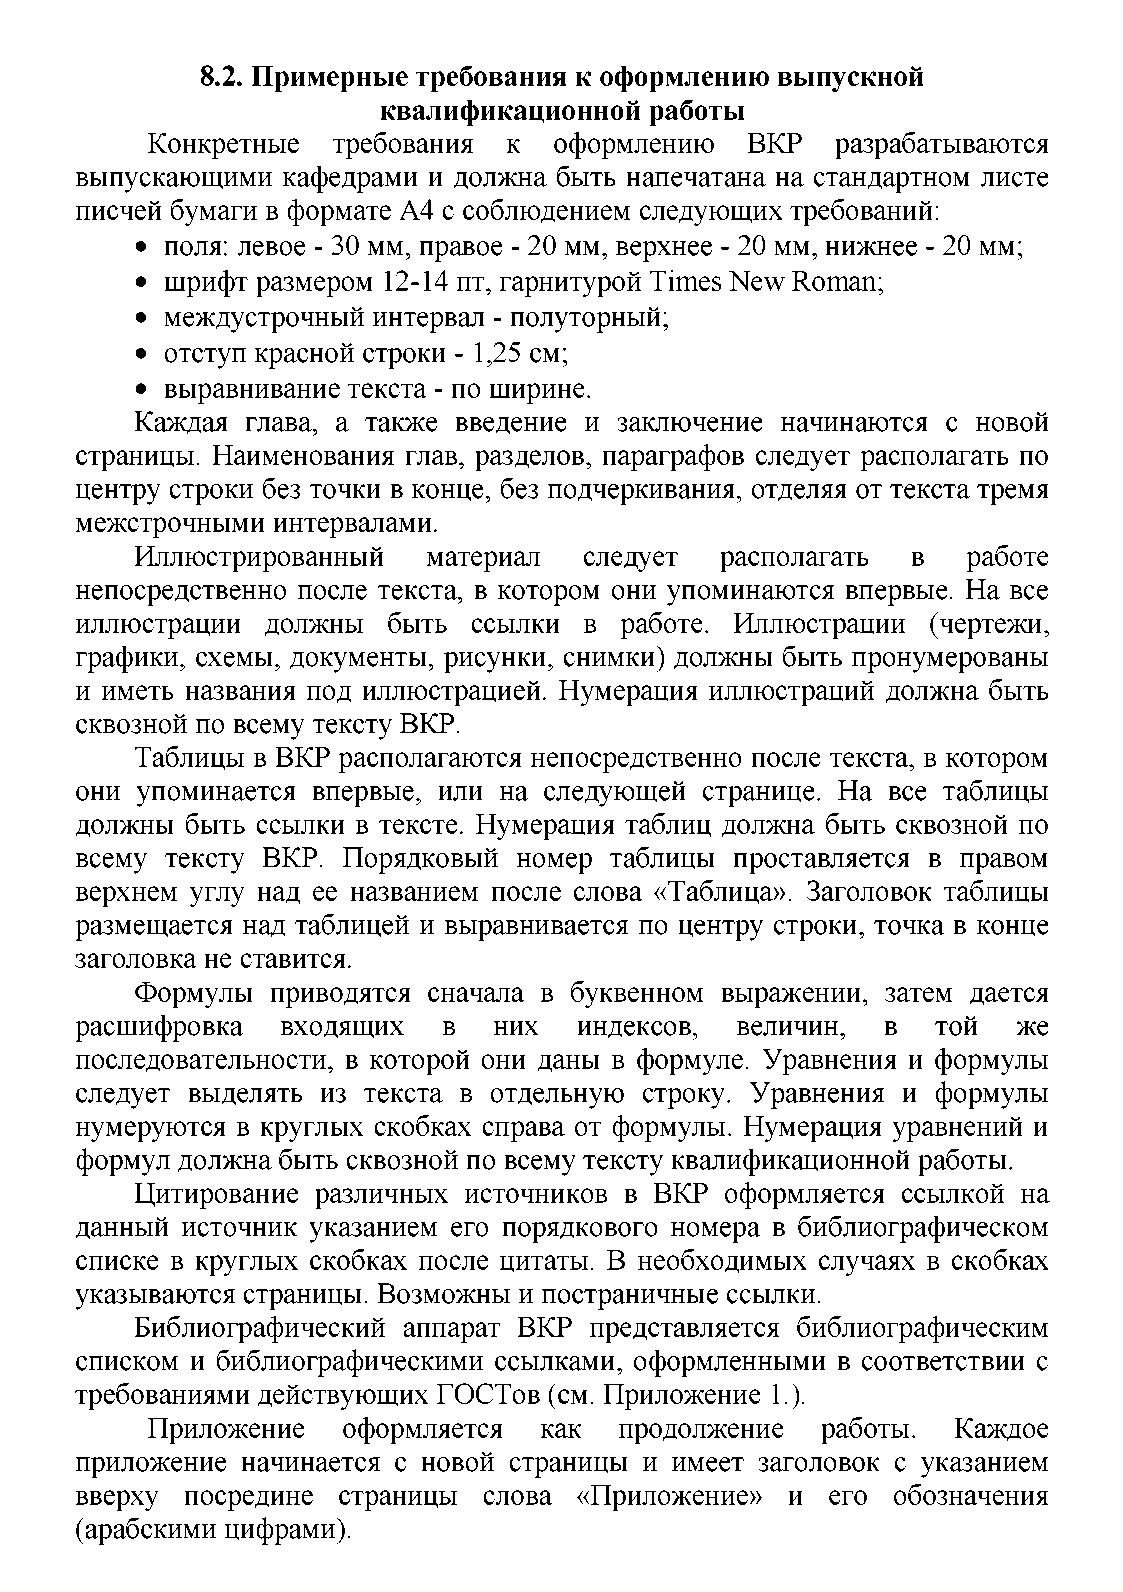 8.2. Примерные требования к оформлению выпускной
квалификационной работы
Конкретные требования к оформлению ВКР разрабатываются
выпускающими кафедрами и должна быть напечатана на стандартном листе
писчей бумаги в формате А4 с соблюдением следующих требований:
• поля: левое - 30 мм, правое - 20 мм, верхнее - 20 мм, нижнее - 20 мм;
• шрифт размером 12-14 пт, гарнитурой Times New Roman;
• междустрочный интервал - полуторный;
• отступ красной строки - 1,25 см;
• выравнивание текста - по ширине.
Каждая глава, а также введение и заключение начинаются с новой
страницы. Наименования глав, разделов, параграфов следует располагать по
центру строки без точки в конце, без подчеркивания, отделяя от текста тремя
межстрочными интервалами.
Иллюстрированный материал следует располагать в работе
непосредственно после текста, в котором они упоминаются впервые. На все
иллюстрации должны быть ссылки в работе. Иллюстрации (чертежи,
графики, схемы, документы, рисунки, снимки) должны быть пронумерованы
и иметь названия под иллюстрацией. Нумерация иллюстраций должна быть
сквозной по всему тексту ВКР.
Таблицы в ВКР располагаются непосредственно после текста, в котором
они упоминается впервые, или на следующей странице. На все таблицы
должны быть ссылки в тексте. Нумерация таблиц должна быть сквозной по
всему тексту ВКР. Порядковый номер таблицы проставляется в правом
верхнем углу над ее названием после слова «Таблица». Заголовок таблицы
размещается над таблицей и выравнивается по центру строки, точка в конце
заголовка не ставится.
Формулы приводятся сначала в буквенном выражении, затем дается
расшифровка входящих в них индексов, величин, в той же
последовательности, в которой они даны в формуле. Уравнения и формулы
следует выделять из текста в отдельную строку. Уравнения и формулы
нумеруются в круглых скобках справа от формулы. Нумерация уравнений и
формул должна быть сквозной по всему тексту квалификационной работы.
Цитирование различных источников в ВКР оформляется ссылкой на
данный источник указанием его порядкового номера в библиографическом
списке в круглых скобках после цитаты. В необходимых случаях в скобках
указываются страницы. Возможны и постраничные ссылки.
Библиографический аппарат ВКР представляется библиографическим
списком и библиографическими ссылками, оформленными в соответствии с
требованиями действующих ГОСТов (см. Приложение 1.).
Приложение оформляется как продолжение работы. Каждое
приложение начинается с новой страницы и имеет заголовок с указанием
вверху посредине страницы слова «Приложение» и его обозначения
(арабскими цифрами).